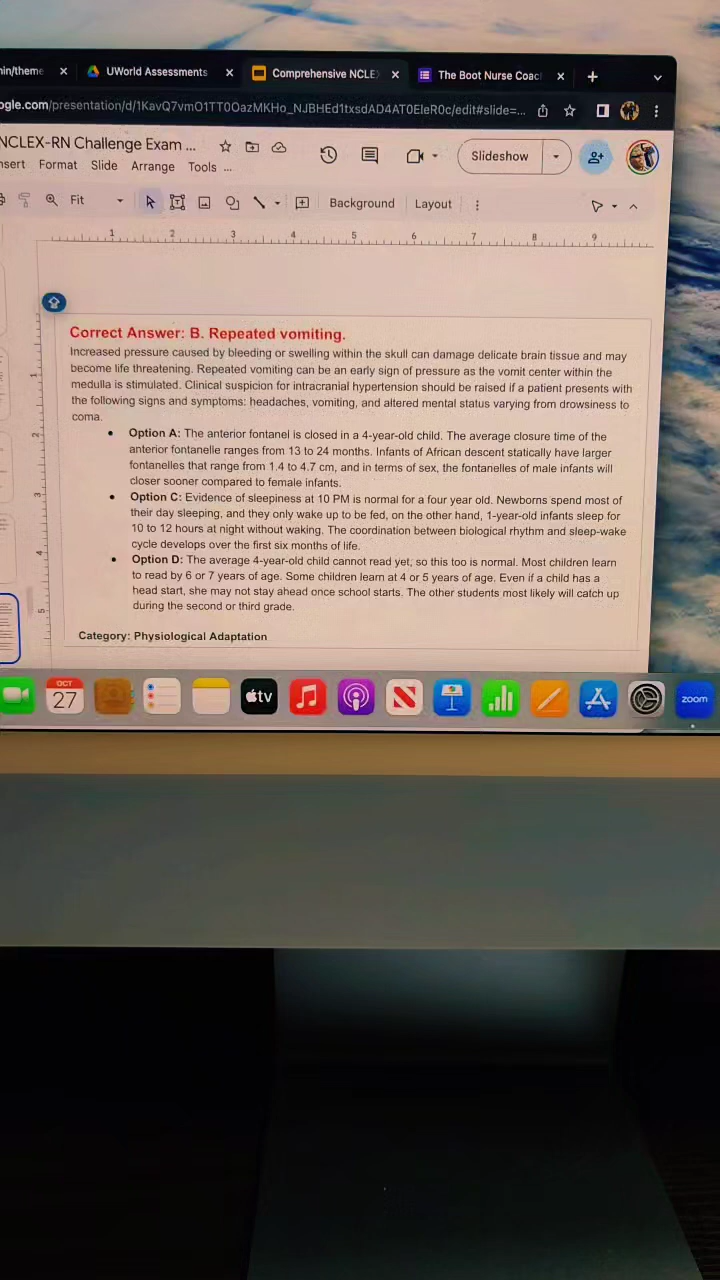 UWorld Assessments
Comprehensive NCLE
The Boot Nurse Coac
ogle.com/presentation/d/1KavQ7vmO1TT0OazMKHo_NJBHEd1txsdAD4AT0EleR0c/edit#slide=...
NCLEX-RN Challenge Exam ...
Slideshow
nsert Format Slide Arrange Tools ...
Fit
Background Layout
1 2 3 4 5 6 7 8 9
Correct Answer: B. Repeated vomiting.
Increased pressure caused by bleeding or swelling within the skull can damage delicate brain tissue and may
become life threatening. Repeated vomiting can be an early sign of pressure as the vomit center within the
medulla is stimulated. Clinical suspicion for intracranial hypertension should be raised if a patient presents with
the following signs and symptoms: headaches, vomiting, and altered mental status varying from drowsiness to
coma.
• Option A: The anterior fontanel is closed in a 4-year-old child. The average closure time of the
anterior fontanelle ranges from 13 to 24 months. Infants of African descent statically have larger
fontanelles that range from 1.4 to 4.7 cm, and in terms of sex, the fontanelles of male infants will
closer sooner compared to female infants.
• Option C: Evidence of sleepiness at 10 PM is normal for a four year old. Newborns spend most of
their day sleeping, and they only wake up to be fed, on the other hand, 1-year-old infants sleep for
10 to 12 hours at night without waking. The coordination between biological rhythm and sleep-wake
cycle develops over the first six months of life.
• Option D: The average 4-year-old child cannot read yet, so this too is normal. Most children learn
to read by 6 or 7 years of age. Some children learn at 4 or 5 years of age. Even if a child has a
head start, she may not stay ahead once school starts. The other students most likely will catch up
during the second or third grade.
Category: Physiological Adaptation
1
2
3
4
5
OCT
27
tv
zoom